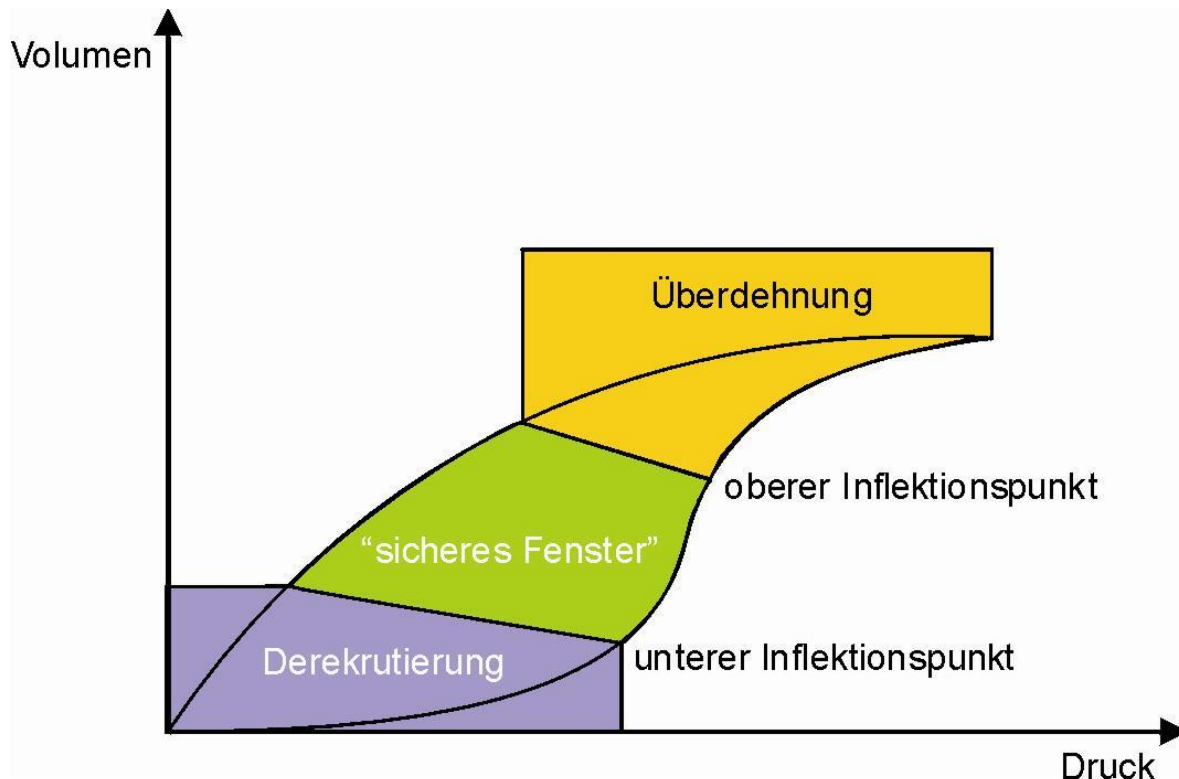 Volumen
Überdehnung
oberer Inflektionspunkt
“sicheres Fenster”
Derekrutierung
unterer Inflektionspunkt
Druck